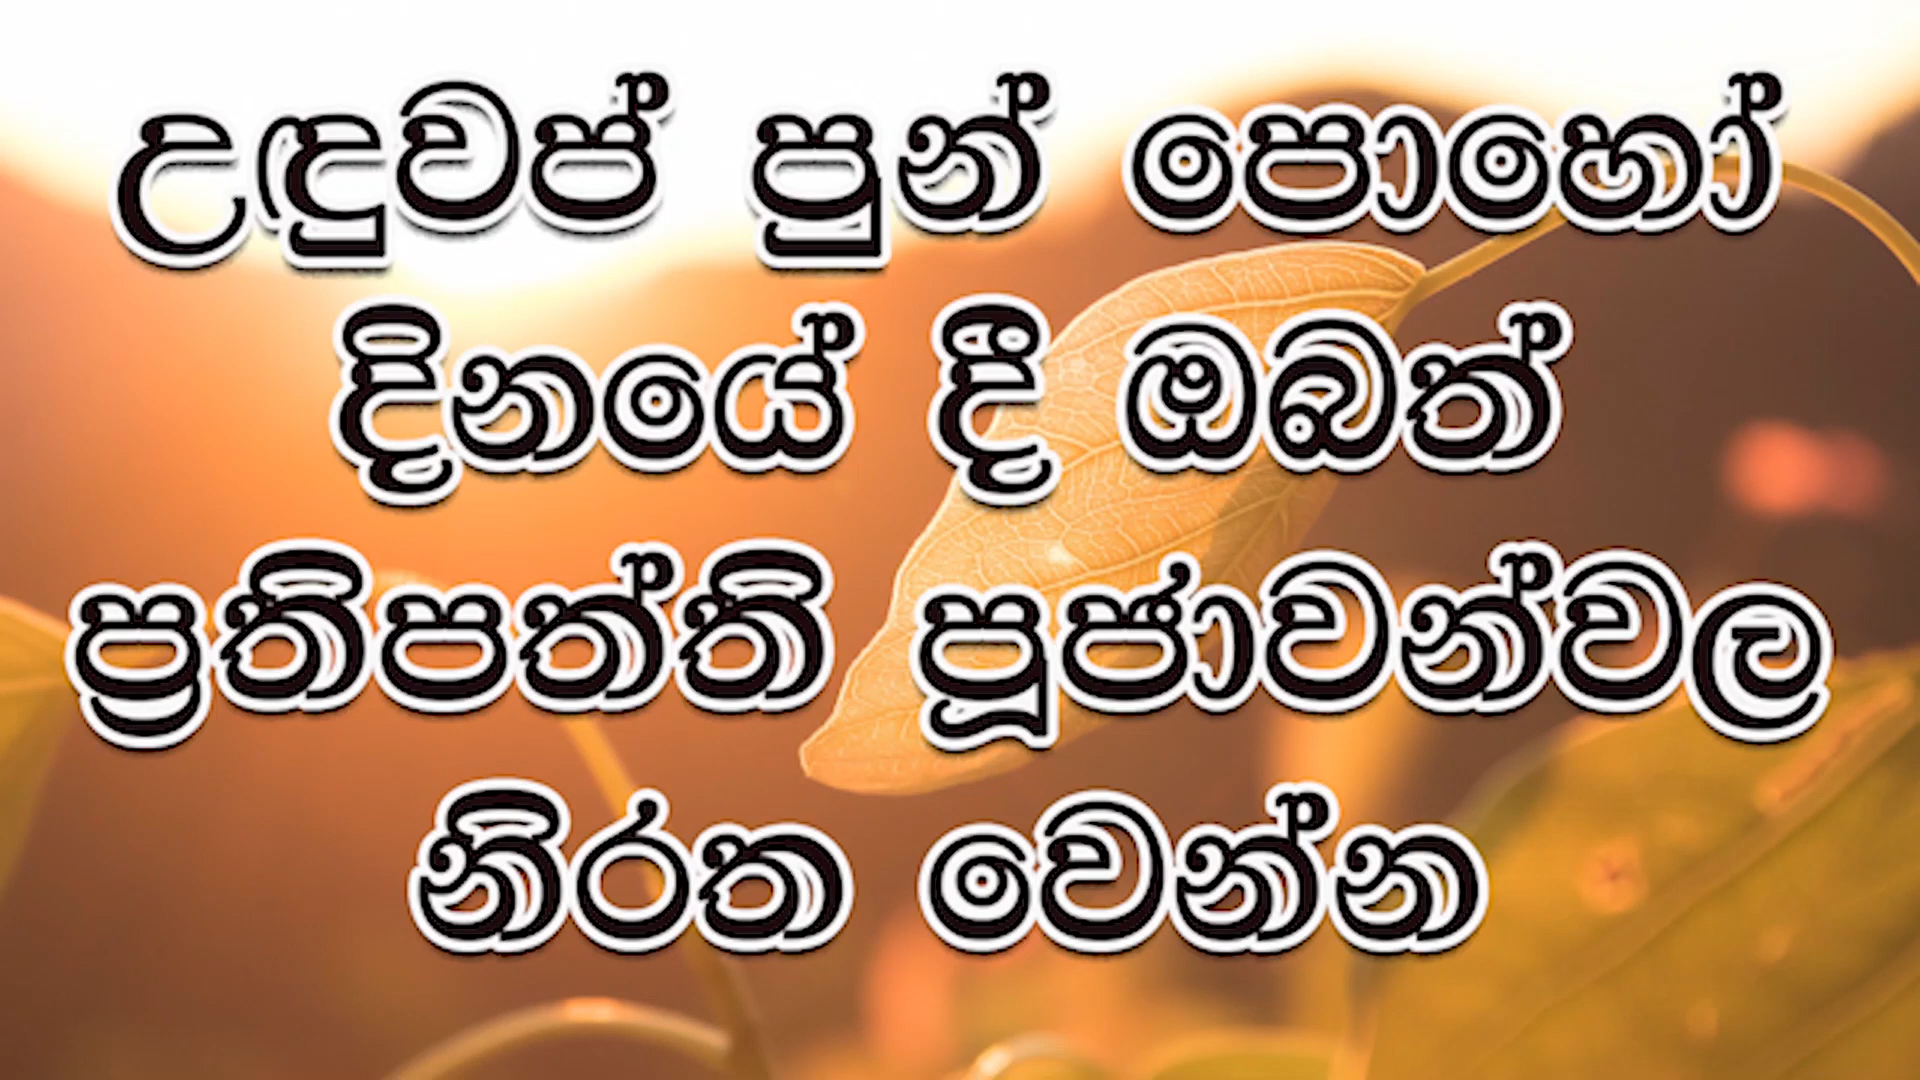 උඳුවප් පුන් පොහෝ
දිනයේ දී ඔබත්
ප්‍රතිපත්ති පූජාවන්වල
නිරත වෙන්න